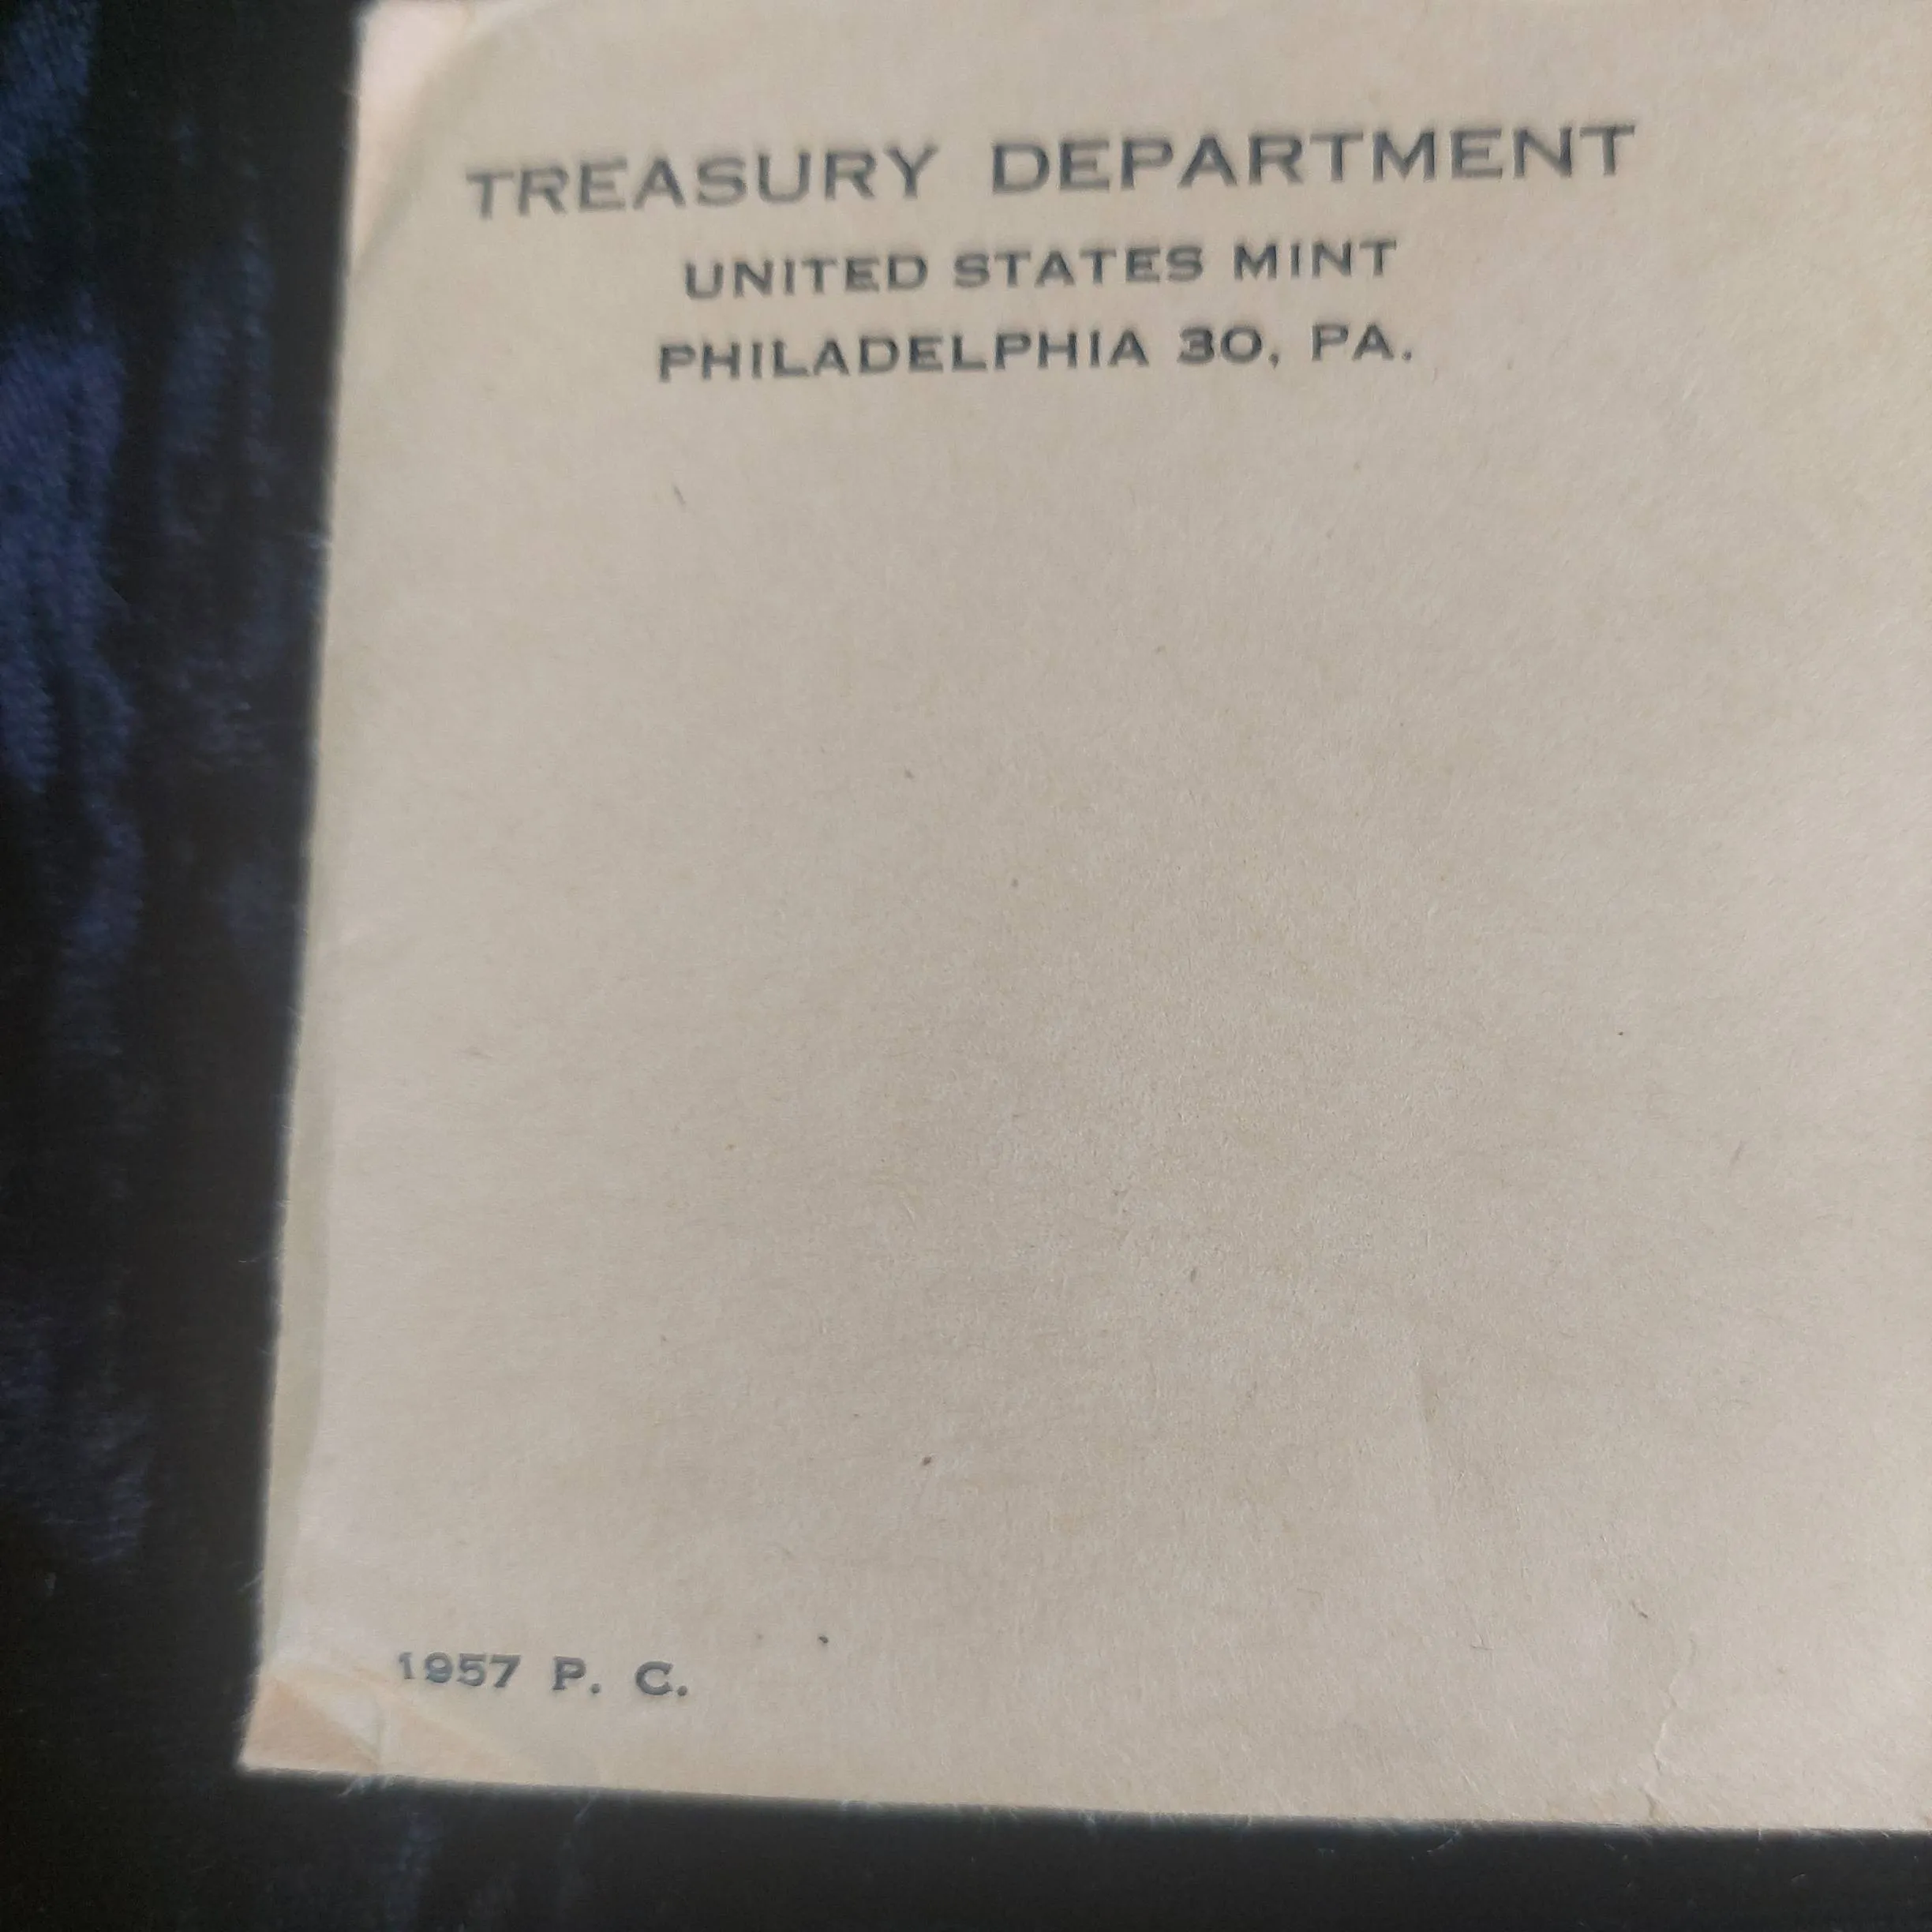 TREASURY DEPARTMENT
UNITED STATES MINT
PHILADELPHIA 30, PA.
1957 P. C.